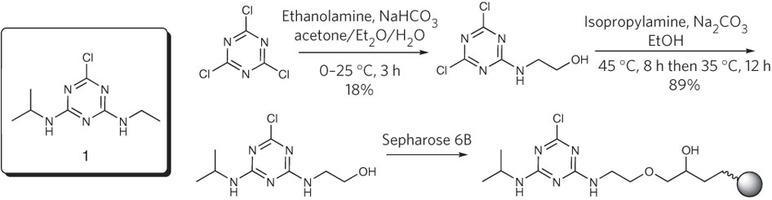 Cl
N
N
N
N
H
N
H
1
Cl
N
N
Cl
N
Cl
Ethanolamine, NaHCO3
acetone/Et2O/H2O
0–25 °C, 3 h
18%
Cl
N
N
Cl
N
N
H
OH
Isopropylamine, Na2CO3
EtOH
45 °C, 8 h then 35 °C, 12 h
89%
Cl
N
N
N
N
H
N
H
OH
Sepharose 6B
Cl
N
N
N
N
H
N
H
O
OH